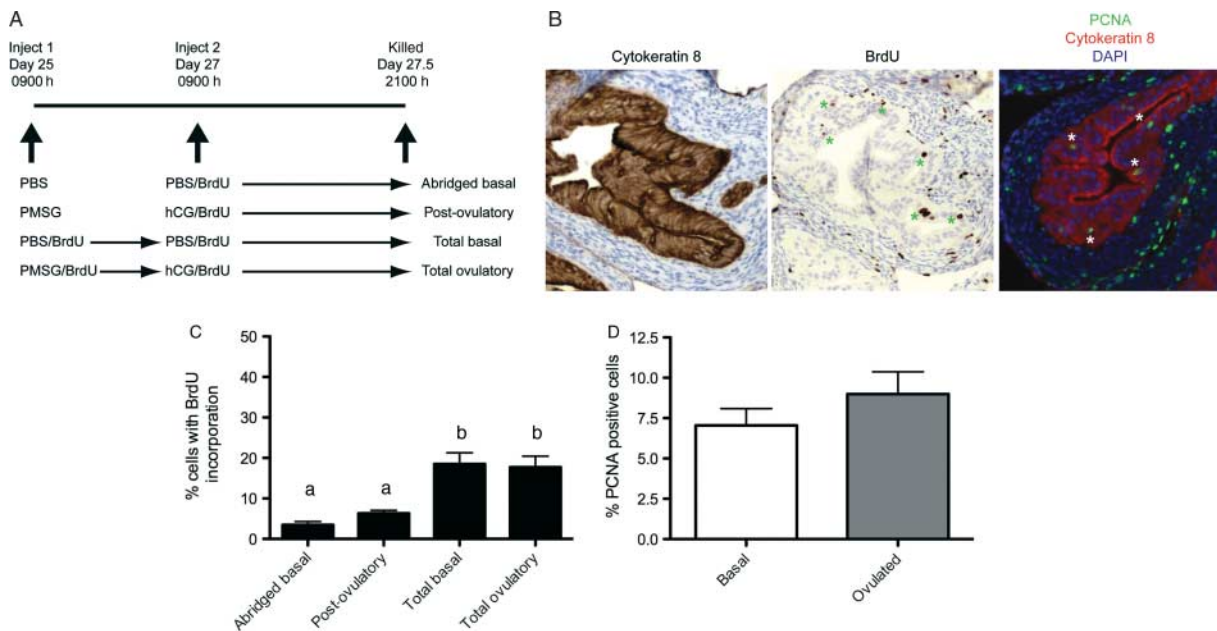 A
Inject 1
Day 25
0900 h
Inject 2
Day 27
0900 h
Killed
Day 27.5
2100 h
PBS
PBS/BrdU
Abridged basal
PMSG
hCG/BrdU
Post-ovulatory
PBS/BrdU
PBS/BrdU
Total basal
PMSG/BrdU
hCG/BrdU
Total ovulatory
B
Cytokeratin 8
BrdU
PCNA
Cytokeratin 8
DAPI
* * * * * *
* * * *
C
% cells with BrdU
incorporation
50
40
30
20
10
0
a
a
b
b
Abridged basal
Post-ovulatory
Total basal
Total ovulatory
D
% PCNA positive cells
12.5
10.0
7.5
5.0
2.5
0.0
Basal
Ovulated